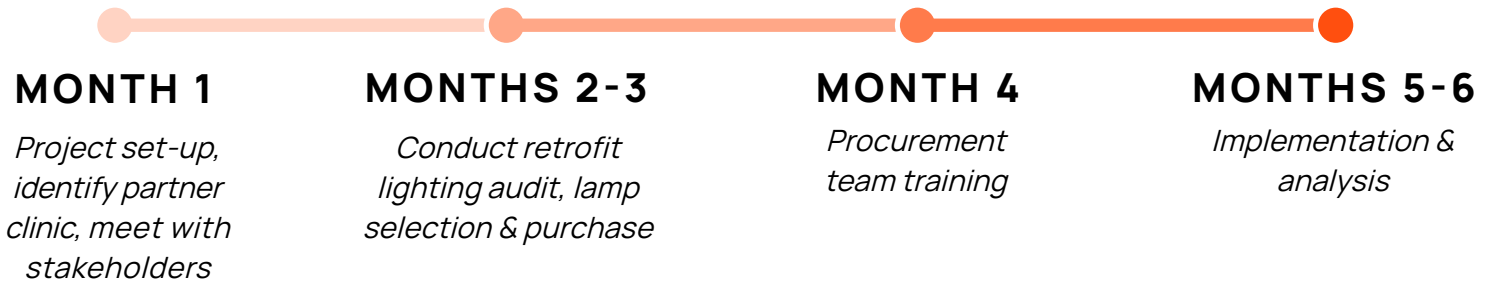 MONTH 1
Project set-up,
identify partner
clinic, meet with
stakeholders
MONTHS 2-3
Conduct retrofit
lighting audit, lamp
selection & purchase
MONTH 4
Procurement
team training
MONTHS 5-6
Implementation &
analysis